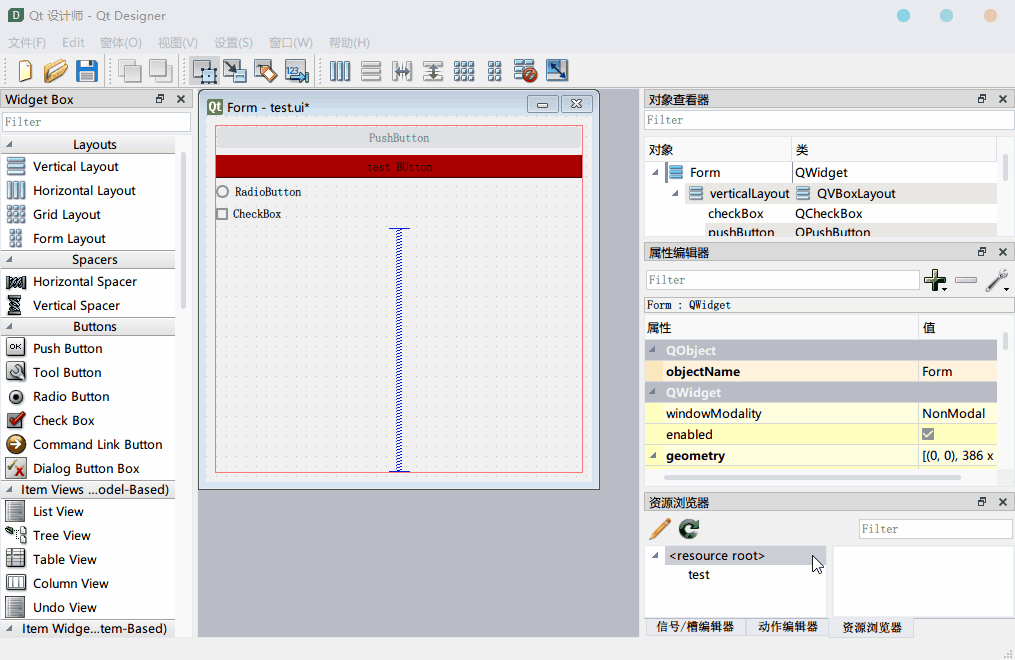 Qt 设计师 - Qt Designer
文件(F) Edit 窗体(O) 视图(V) 设置(S) 窗口(W) 帮助(H)
Widget Box
Filter
Layouts
Vertical Layout
Horizontal Layout
Grid Layout
Form Layout
Spacers
Horizontal Spacer
Vertical Spacer
Buttons
Push Button
Tool Button
Radio Button
Check Box
Command Link Button
Dialog Button Box
Item Views ...odel-Based)
List View
Tree View
Table View
Column View
Undo View
Item Widge...tem-Based)
Form - test.ui*
PushButton
test BUtton
RadioButton
CheckBox
对象查看器
Filter
对象 类
Form QWidget
verticalLayout QVBoxLayout
checkBox QCheckBox
pushButton QPushButton
属性编辑器
Filter
Form : QWidget
属性 值
QObject
objectName Form
QWidget
windowModality NonModal
enabled
geometry [(0, 0), 386 x
资源浏览器
Filter
<resource root>
test
信号/槽编辑器 动作编辑器 资源浏览器